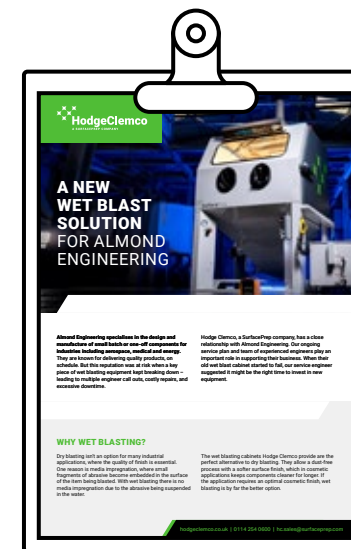 HodgeClemco
A SURFACEPREP COMPANY
A NEW
WET BLAST
SOLUTION
FOR ALMOND
ENGINEERING
Almond Engineering specialises in the design and
manufacture of small batch or one-off components for
industries including aerospace, medical and energy.
They are known for delivering quality products, on
schedule. But this reputation was at risk when a key
piece of wet blasting equipment kept breaking down –
leading to multiple engineer call outs, costly repairs, and
excessive downtime.
Hodge Clemco, a SurfacePrep company, has a close
relationship with Almond Engineering. Our ongoing
service plan and team of experienced engineers play an
important role in supporting their business. When their
old wet blast cabinet started to fail, our service engineer
suggested it might be the right time to invest in new
equipment.
WHY WET BLASTING?
Dry blasting isn't an option for many industrial
applications, where the quality of finish is essential.
One reason is media impregnation, where small
fragments of abrasive become embedded in the surface
of the item being blasted. With wet blasting there is no
media impregnation due to the abrasive being suspended
in the water.
The wet blasting cabinets Hodge Clemco provide are the
perfect alternative to dry blasting. They allow a dust-free
process with a softer surface finish, which in cosmetic
applications keeps components cleaner for longer. If
the application requires an optimal cosmetic finish, wet
blasting is by far the better option.
hodgeclemco.co.uk | 0114 254 0600 | hc.sales@surfaceprep.com